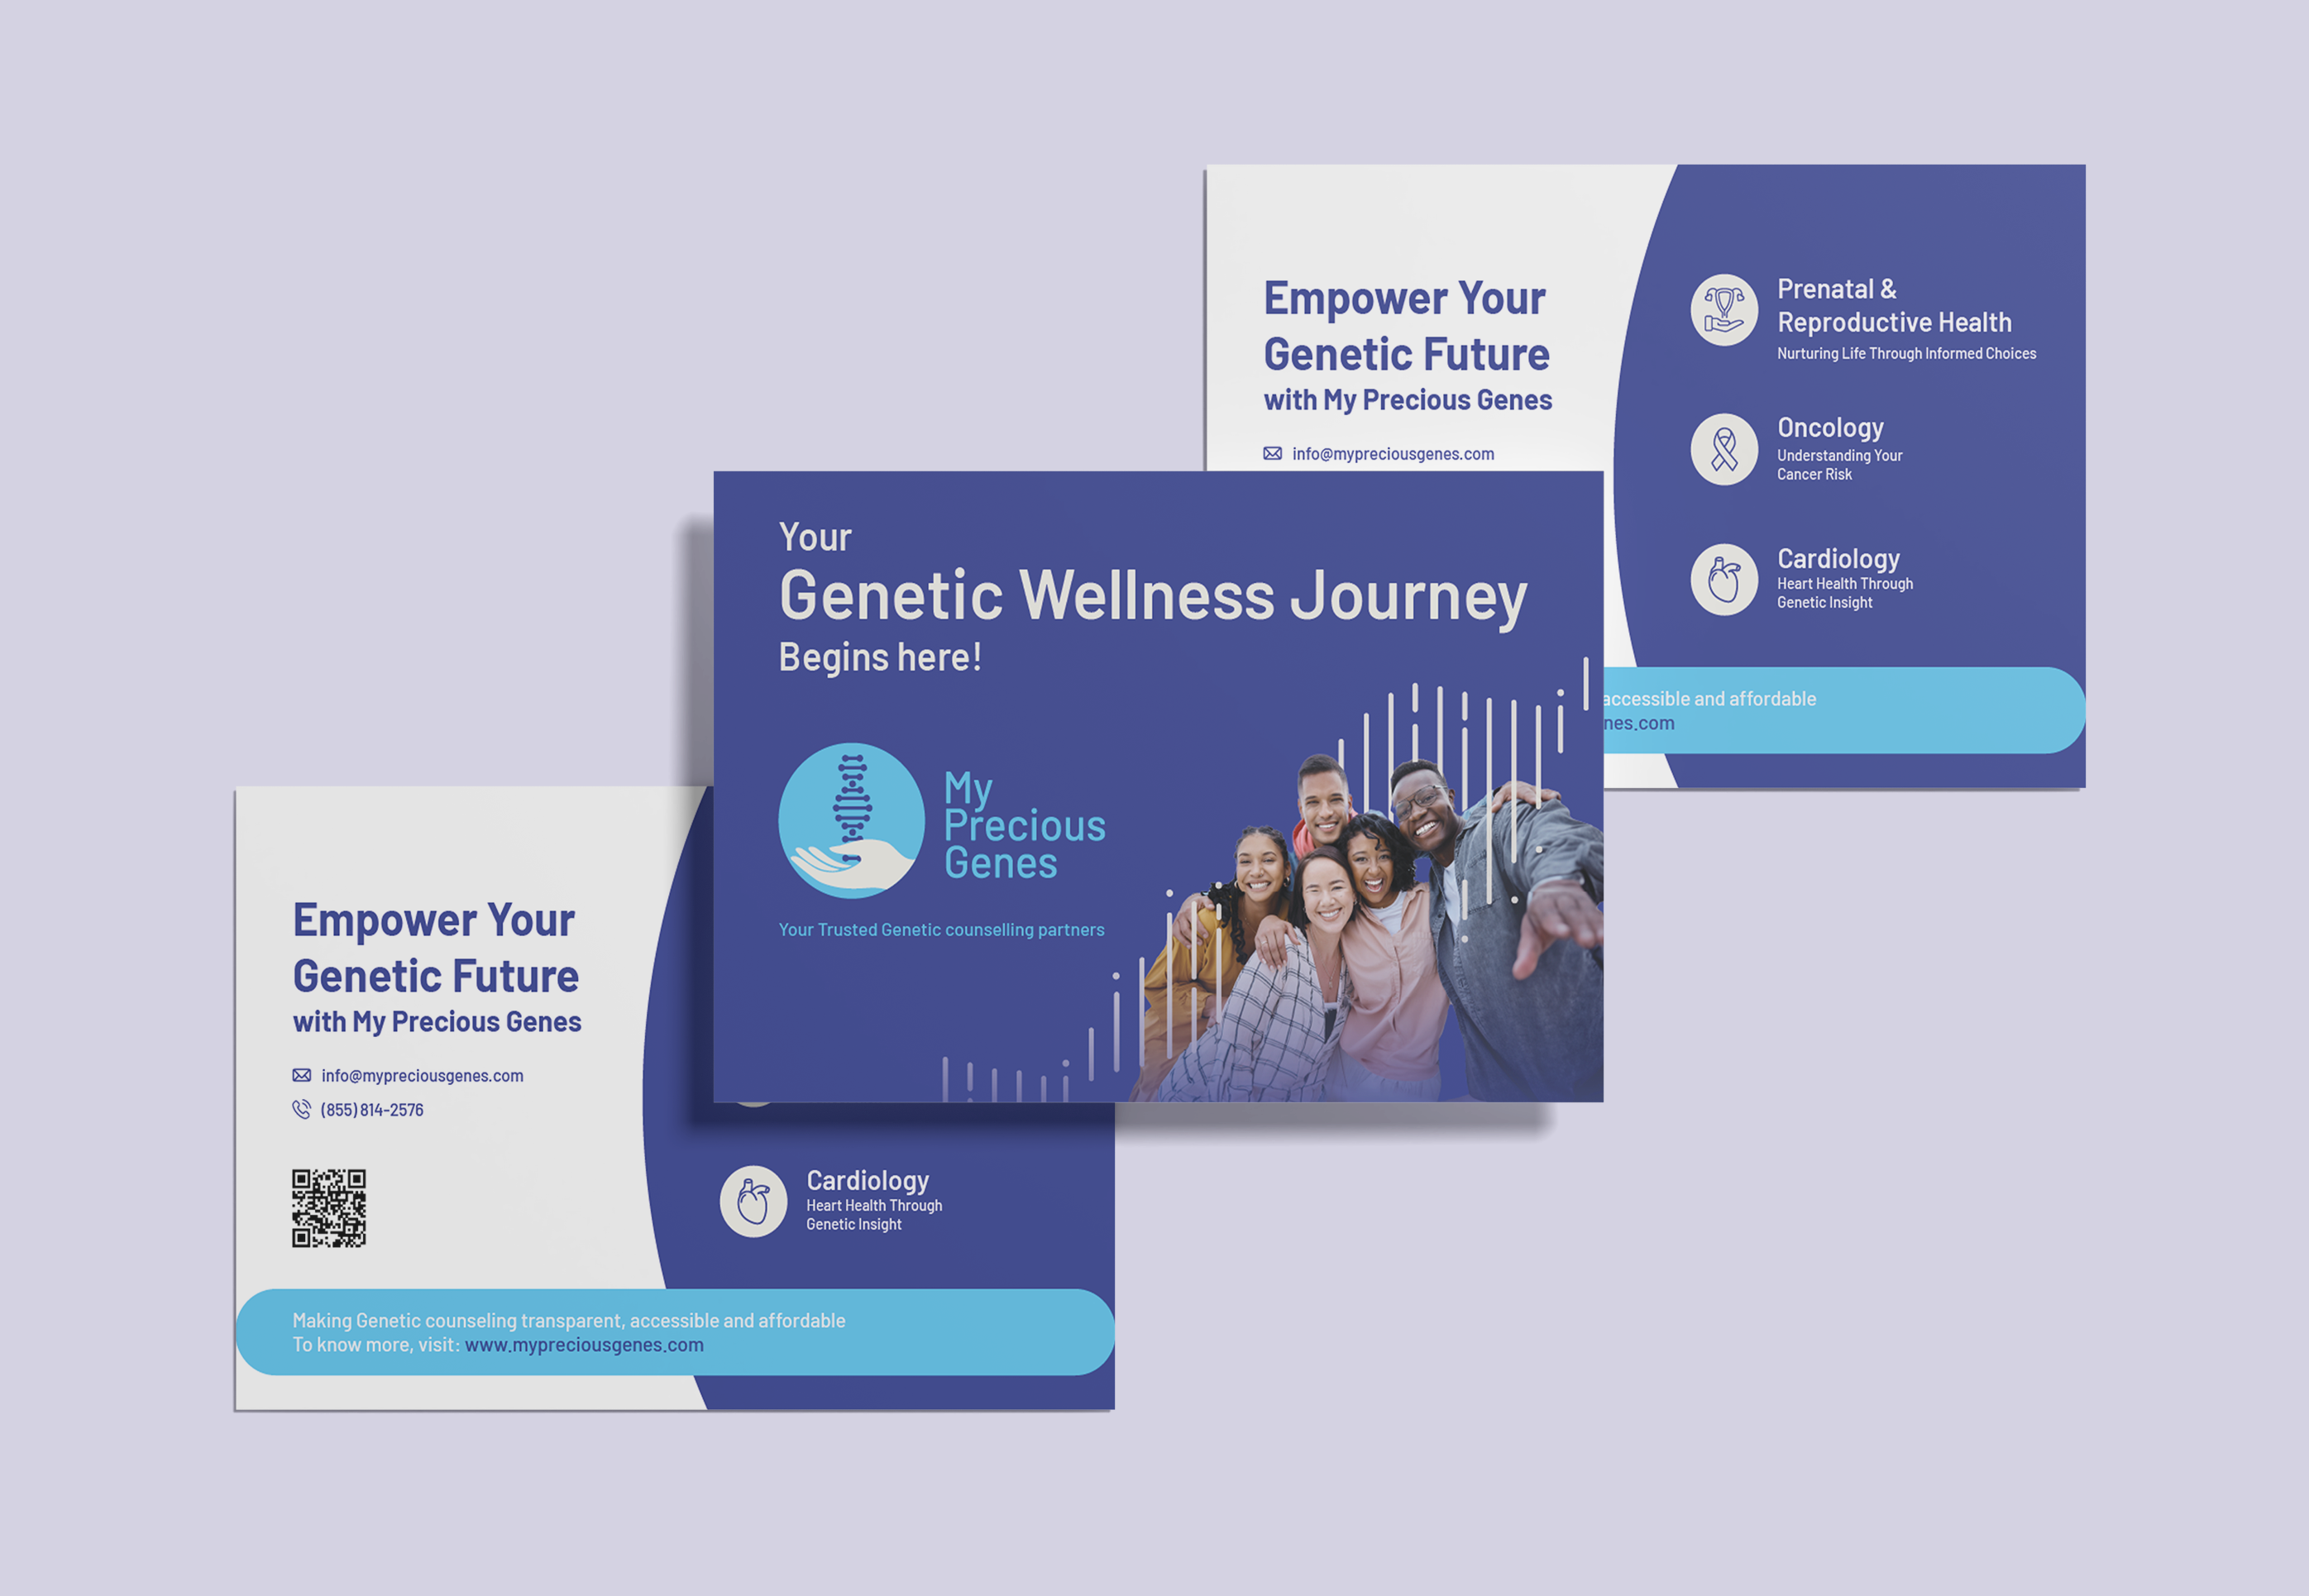 Empower Your
Genetic Future
with My Precious Genes
info@mypreciousgenes.com
Prenatal &
Reproductive Health
Nurturing Life Through Informed Choices
Oncology
Understanding Your
Cancer Risk
Cardiology
Heart Health Through
Genetic Insight
accessible and affordable
nes.com
Your
Genetic Wellness Journey
Begins here!
My
Precious
Genes
Your Trusted Genetic counselling partners
Empower Your
Genetic Future
with My Precious Genes
info@mypreciousgenes.com
(855) 814-2576
Cardiology
Heart Health Through
Genetic Insight
Making Genetic counseling transparent, accessible and affordable
To know more, visit: www.mypreciousgenes.com